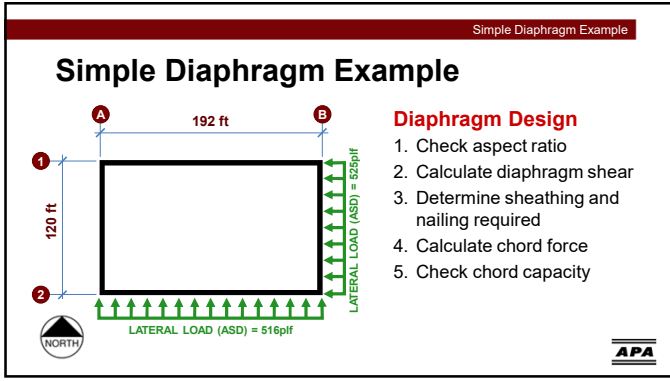 Simple Diaphragm Example
Simple Diaphragm Example
A
B
192 ft
1
120 ft
2
LATERAL LOAD (ASD) = 525plf
LATERAL LOAD (ASD) = 516plf
NORTH
Diaphragm Design
1. Check aspect ratio
2. Calculate diaphragm shear
3. Determine sheathing and
nailing required
4. Calculate chord force
5. Check chord capacity
APA